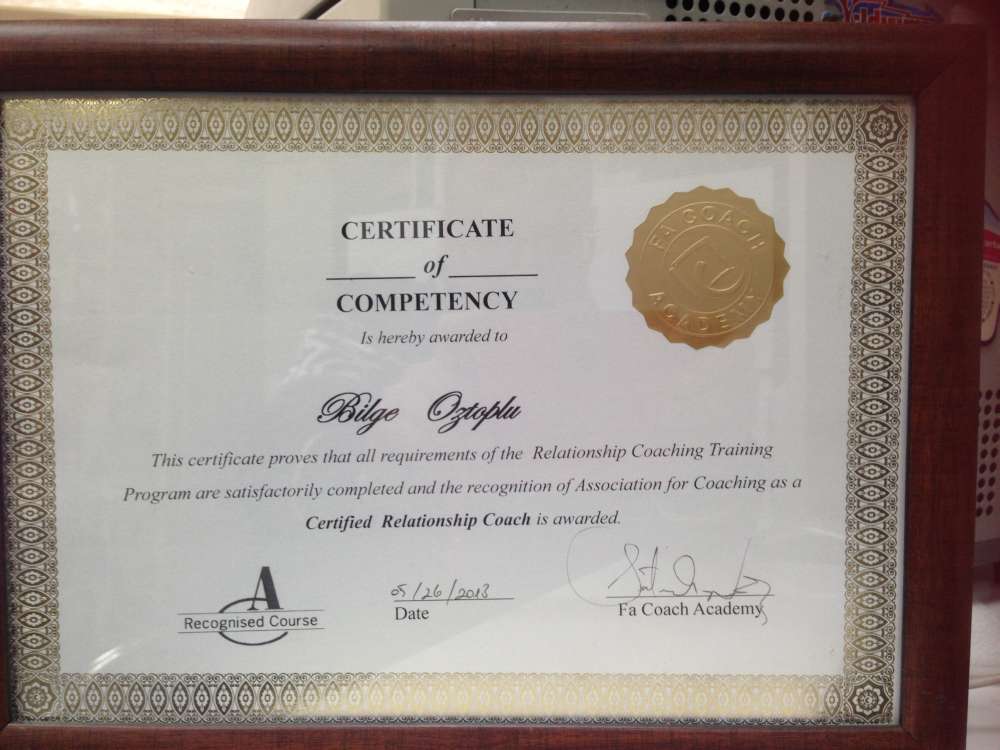 FA COACH
ACADEMY
CERTIFICATE
of
COMPETENCY
Is hereby awarded to
Bilge Oztoplu
This certificate proves that all requirements of the Relationship Coaching Training
Program are satisfactorily completed and the recognition of Association for Coaching as a
Certified Relationship Coach is awarded.
A
Recognised Course
05/26/2013
Date
Fa Coach Academy